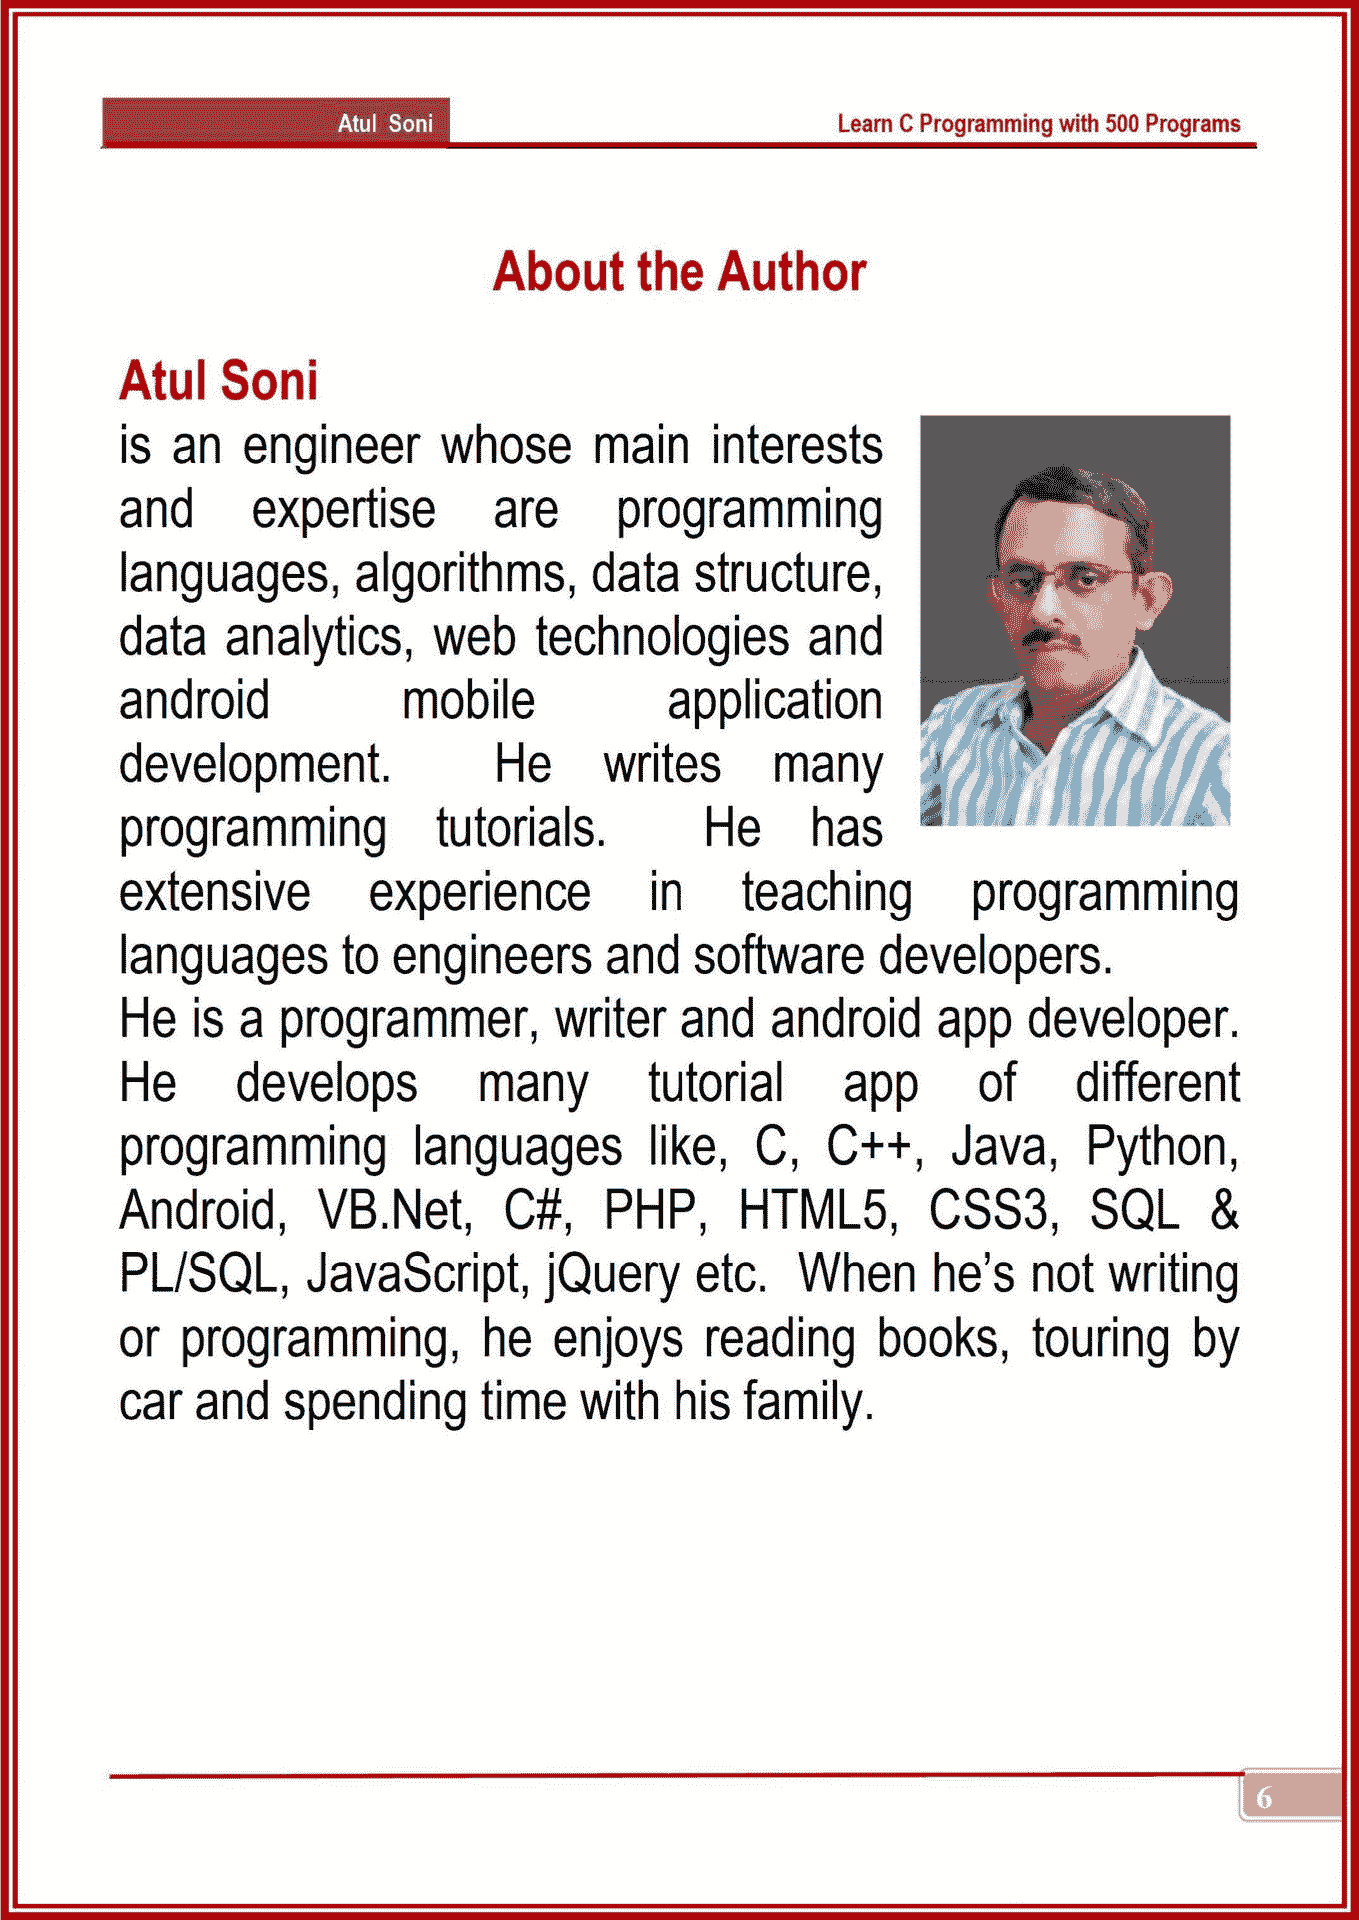 Atul Soni
Learn C Programming with 500 Programs
About the Author
Atul Soni
is an engineer whose main interests
and expertise are programming
languages, algorithms, data structure,
data analytics, web technologies and
android mobile application
development. He writes many
programming tutorials. He has
extensive experience in teaching programming
languages to engineers and software developers.
He is a programmer, writer and android app developer.
He develops many tutorial app of different
programming languages like, C, C++, Java, Python,
Android, VB.Net, C#, PHP, HTML5, CSS3, SQL &
PL/SQL, JavaScript, jQuery etc. When he’s not writing
or programming, he enjoys reading books, touring by
car and spending time with his family.
6